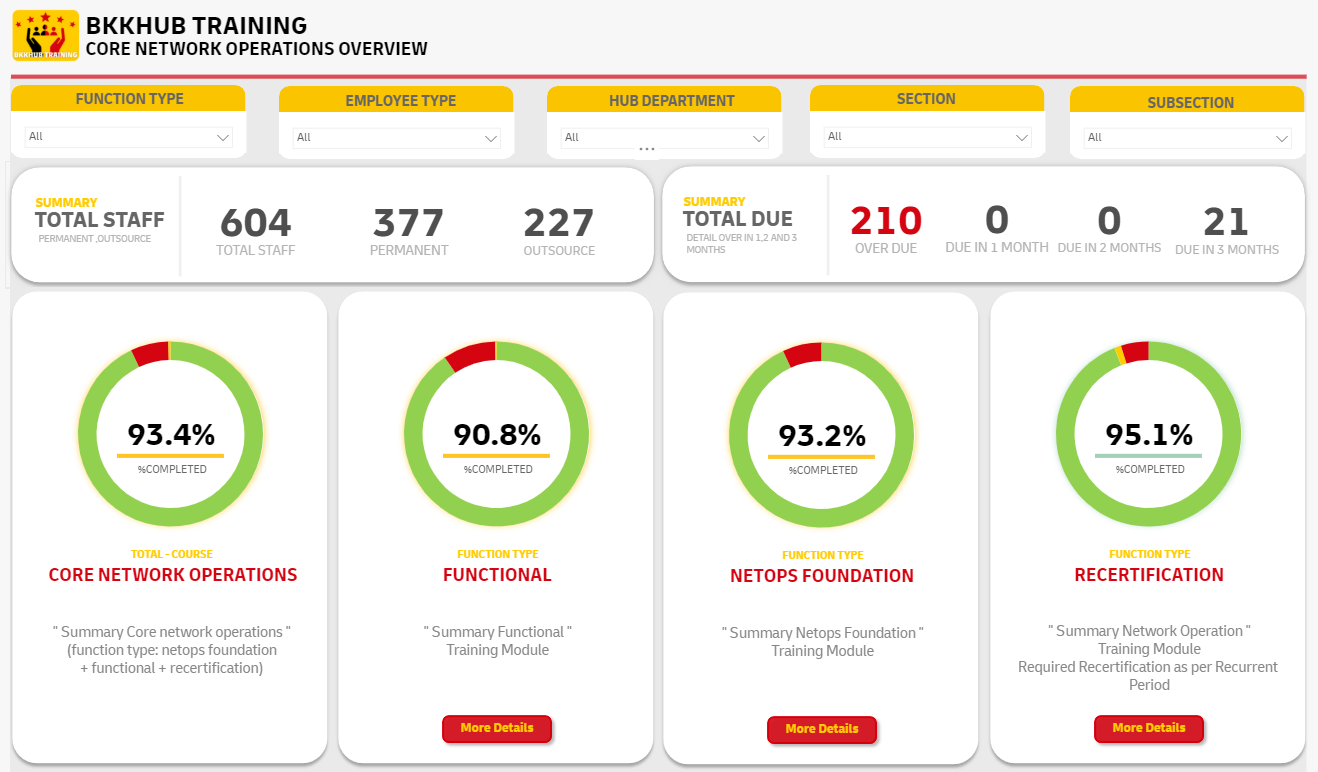 BKKHUB TRAINING
BKKHUB TRAINING
CORE NETWORK OPERATIONS OVERVIEW
FUNCTION TYPE
EMPLOYEE TYPE
HUB DEPARTMENT
SECTION
SUBSECTION
All
All
All
All
All
SUMMARY
TOTAL STAFF
PERMANENT ,OUTSOURCE
604
TOTAL STAFF
377
PERMANENT
227
OUTSOURCE
SUMMARY
TOTAL DUE
DETAIL OVER IN 1,2 AND 3
MONTHS
210
OVER DUE
0
DUE IN 1 MONTH
0
DUE IN 2 MONTHS
21
DUE IN 3 MONTHS
93.4%
%COMPLETED
TOTAL - COURSE
CORE NETWORK OPERATIONS
" Summary Core network operations "
(function type: netops foundation
+ functional + recertification)
90.8%
%COMPLETED
FUNCTION TYPE
FUNCTIONAL
" Summary Functional "
Training Module
More Details
93.2%
%COMPLETED
FUNCTION TYPE
NETOPS FOUNDATION
" Summary Netops Foundation "
Training Module
More Details
95.1%
%COMPLETED
FUNCTION TYPE
RECERTIFICATION
" Summary Network Operation "
Training Module
Required Recertification as per Recurrent
Period
More Details